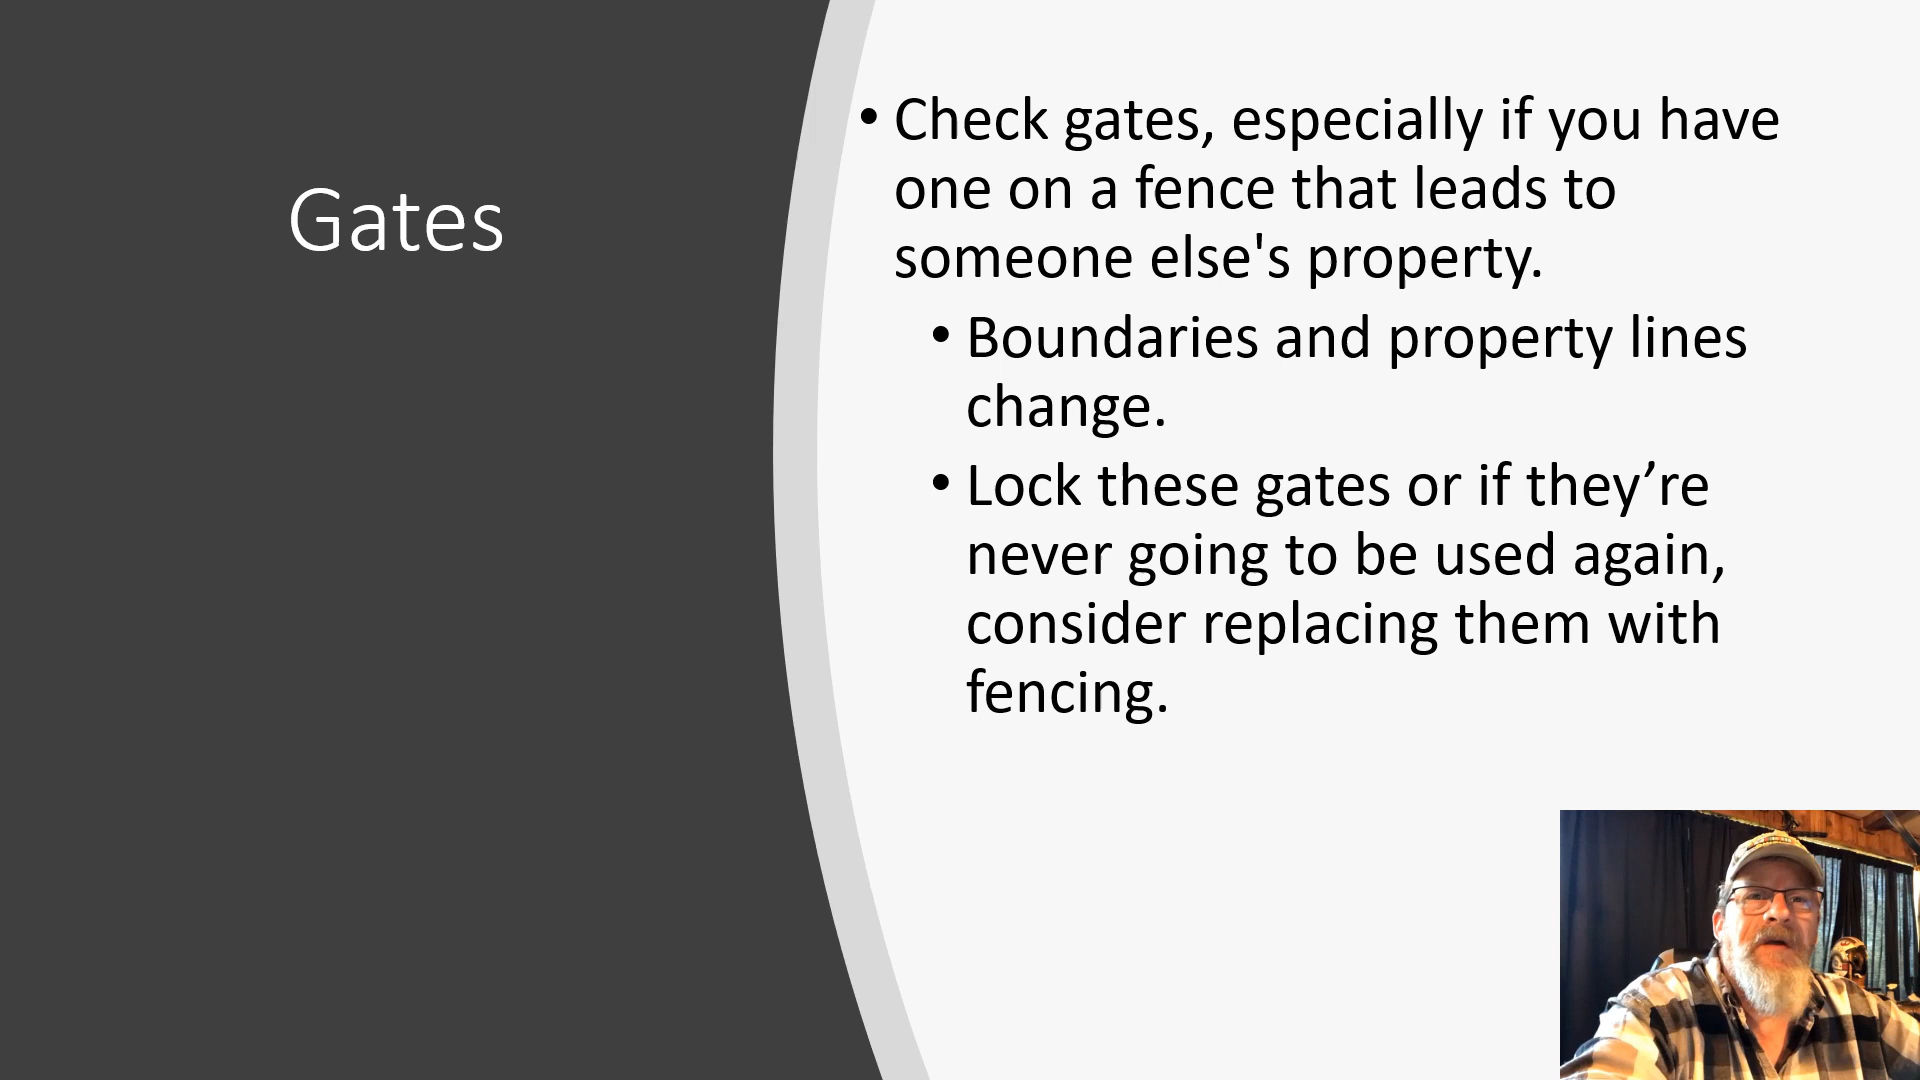 Gates
• Check gates, especially if you have
one on a fence that leads to
someone else's property.
• Boundaries and property lines
change.
• Lock these gates or if they’re
never going to be used again,
consider replacing them with
fencing.